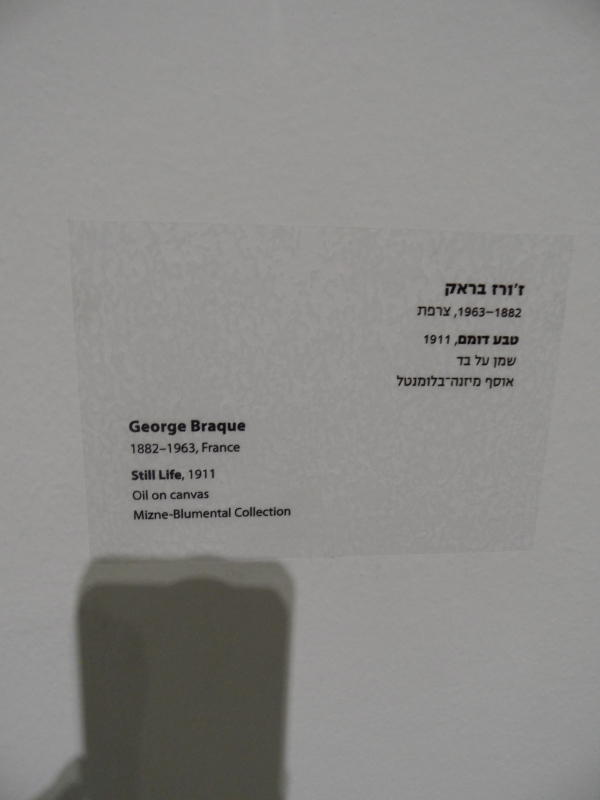 ז'ורז בראק
1882–1963, צרפת
טבע דומם, 1911
שמן על בד
אוסף מיזנה־בלומנטל
George Braque
1882–1963, France
Still Life, 1911
Oil on canvas
Mizne-Blumental Collection